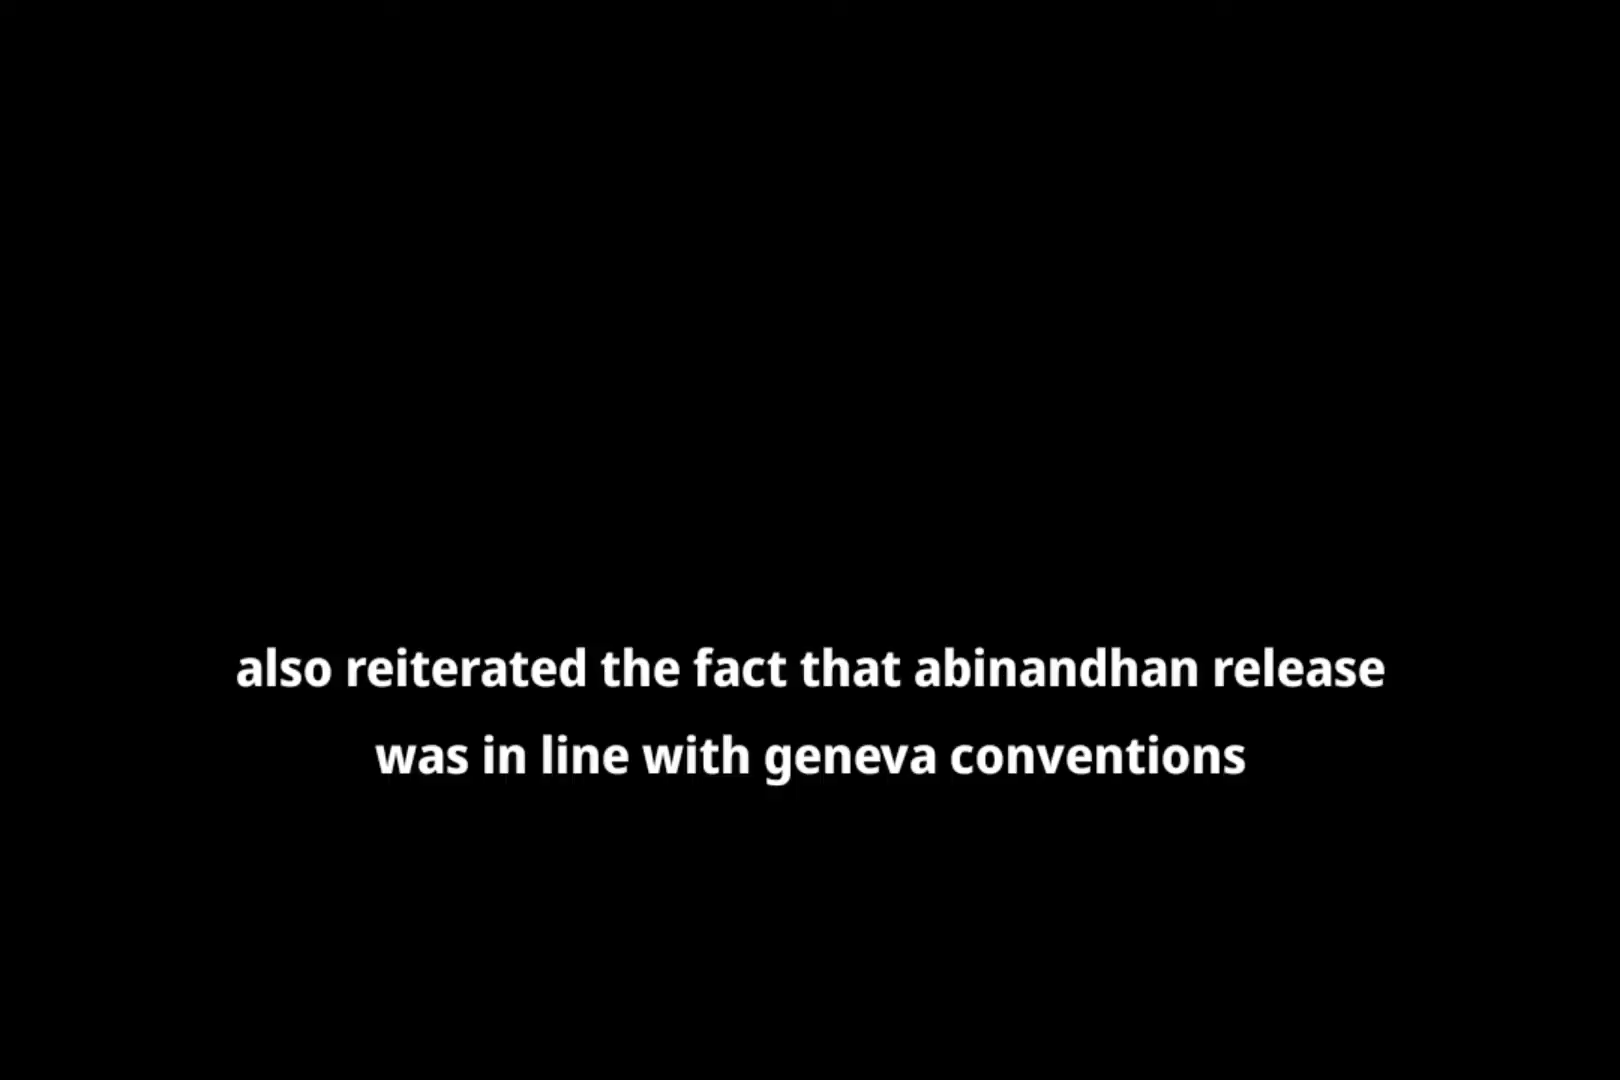 also reiterated the fact that abinandhan release
was in line with geneva conventions